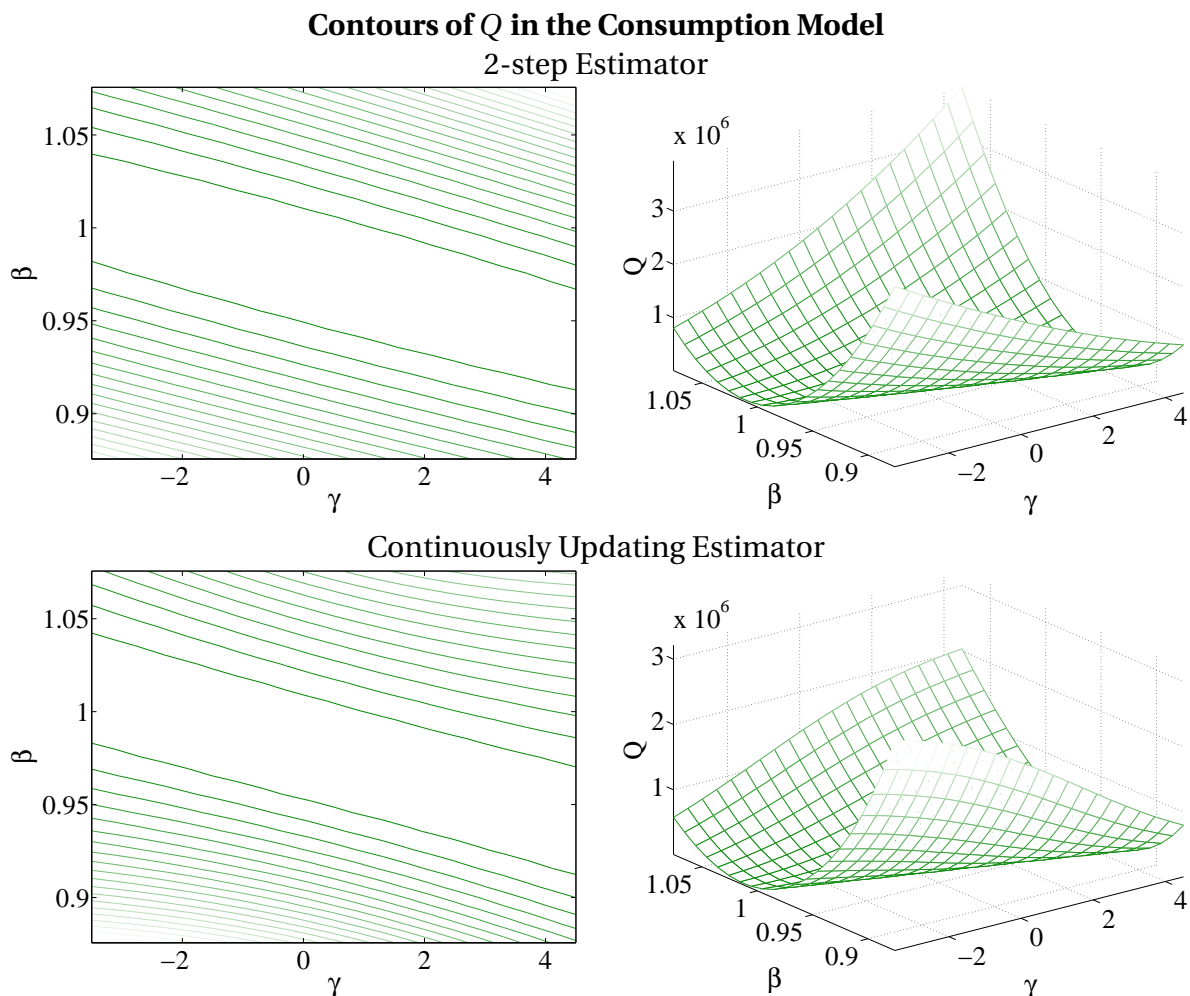 Contours of Q in the Consumption Model
2-step Estimator
1.05
1
0.95
0.9
β
−2 0 2 4
γ
x 10^6
3
2
1
Q
1.05
1
0.95
0.9
β
−2
0
2
4
γ
Continuously Updating Estimator
1.05
1
0.95
0.9
β
−2 0 2 4
γ
x 10^6
3
2
1
Q
1.05
1
0.95
0.9
β
−2
0
2
4
γ